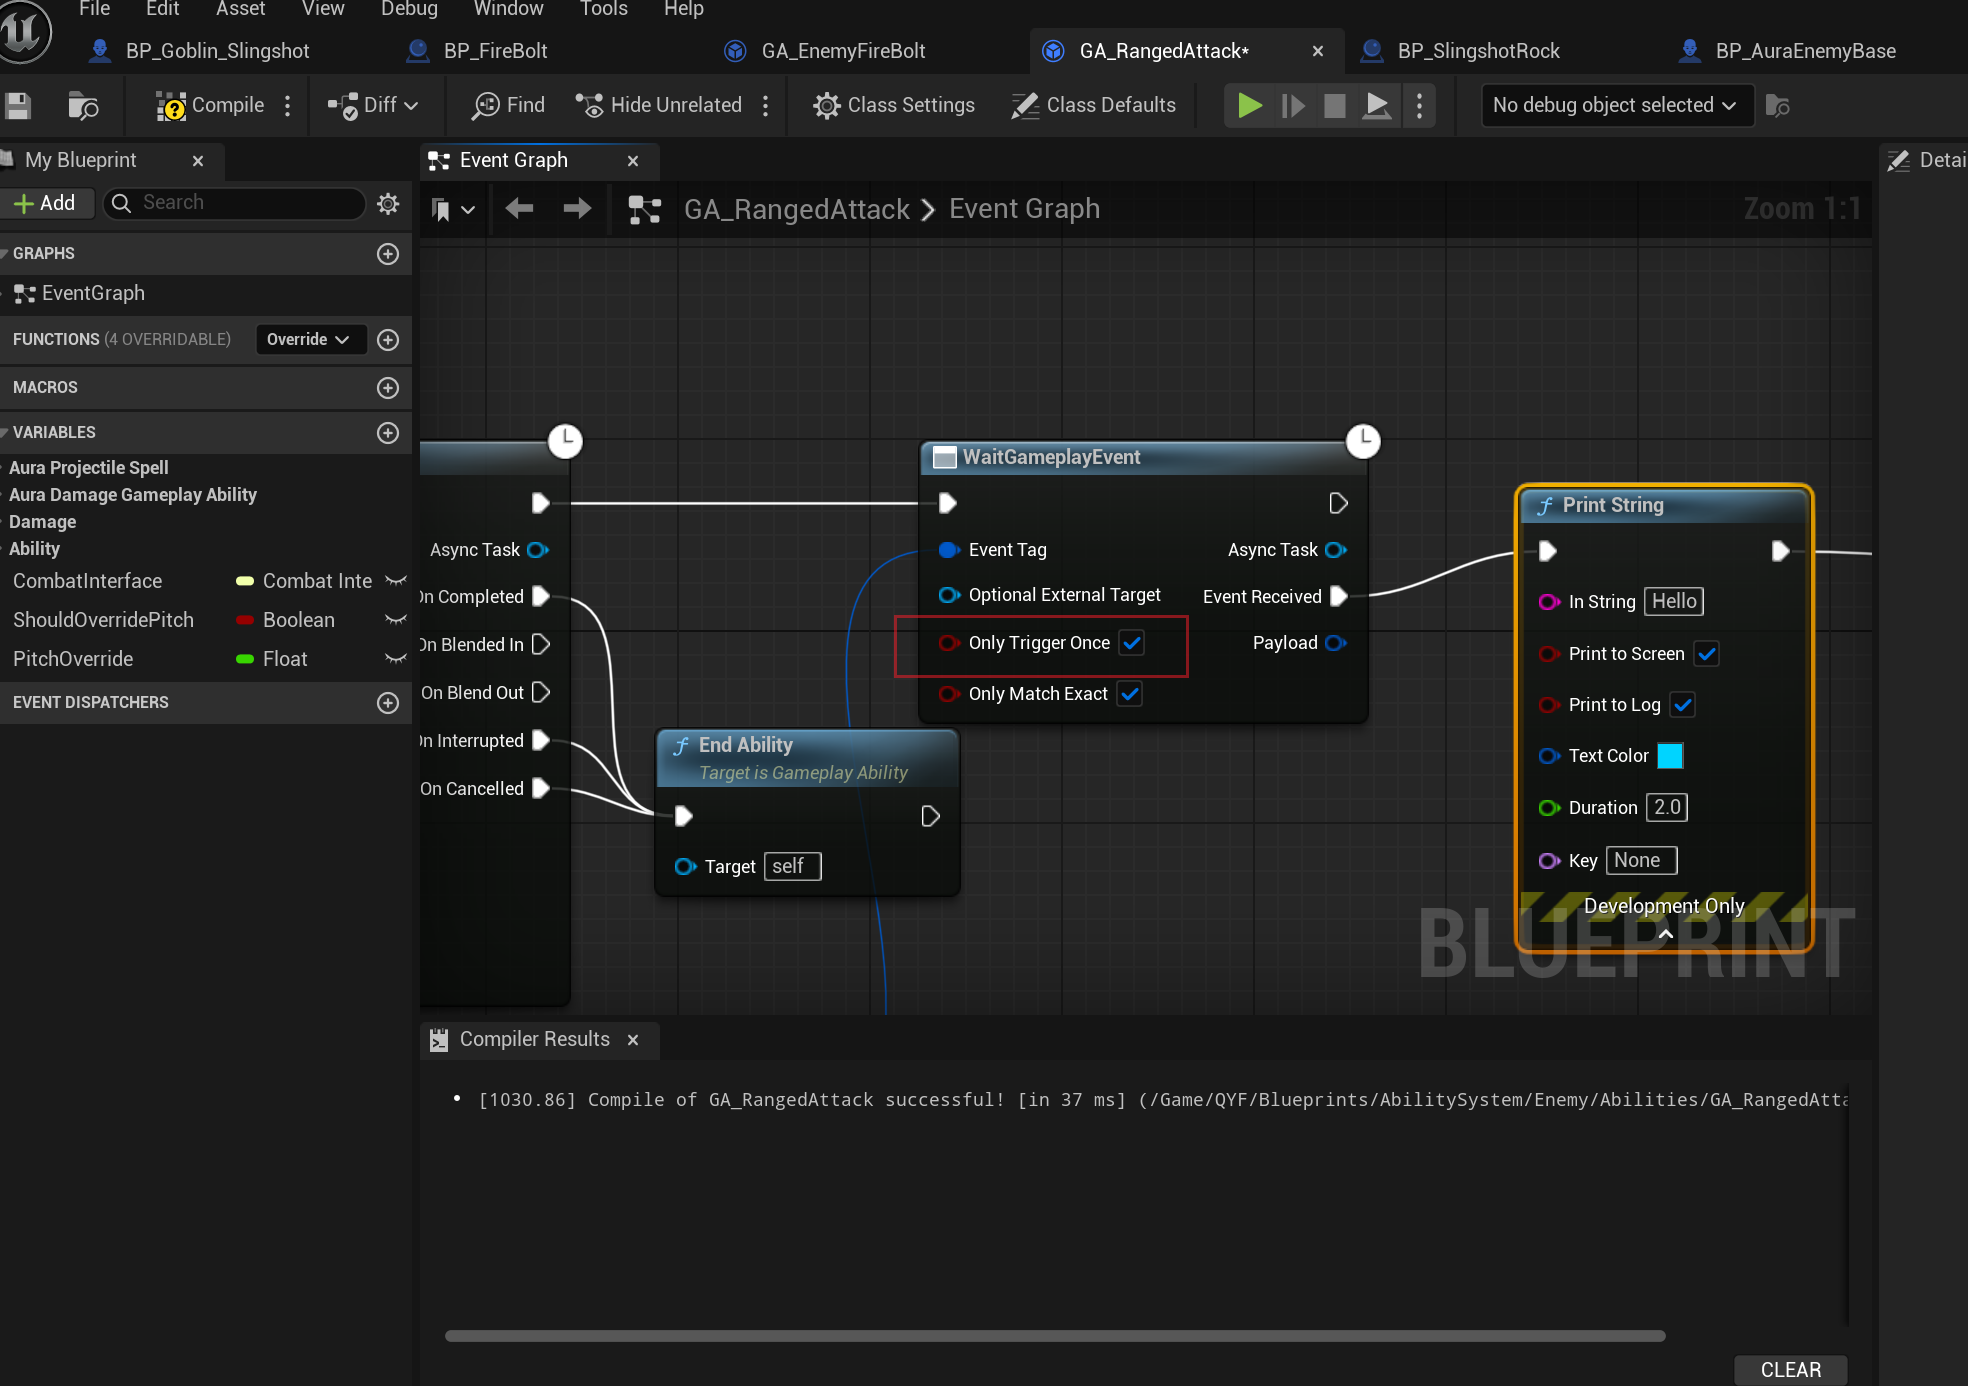 File Edit Asset View Debug Window Tools Help
BP_Goblin_Slingshot BP_FireBolt GA_EnemyFireBolt GA_RangedAttack* BP_SlingshotRock BP_AuraEnemyBase
Compile Diff Find Hide Unrelated Class Settings Class Defaults No debug object selected
My Blueprint
Add Search
GRAPHS
EventGraph
FUNCTIONS (4 OVERRIDABLE) Override
MACROS
VARIABLES
Aura Projectile Spell
Aura Damage Gameplay Ability
Damage
Ability
CombatInterface Combat Inte
ShouldOverridePitch Boolean
PitchOverride Float
EVENT DISPATCHERS
Event Graph
GA_RangedAttack > Event Graph Zoom 1:1
Async Task
On Completed
On Blended In
On Blend Out
On Interrupted
On Cancelled
End Ability
Target is Gameplay Ability
Target self
WaitGameplayEvent
Event Tag Async Task
Optional External Target Event Received
Only Trigger Once Payload
Only Match Exact
Print String
In String Hello
Print to Screen
Print to Log
Text Color
Duration 2.0
Key None
Development Only
BLUEPRINT
Detai
Compiler Results
• [1030.86] Compile of GA_RangedAttack successful! [in 37 ms] (/Game/QYF/Blueprints/AbilitySystem/Enemy/Abilities/GA_RangedAtta
CLEAR